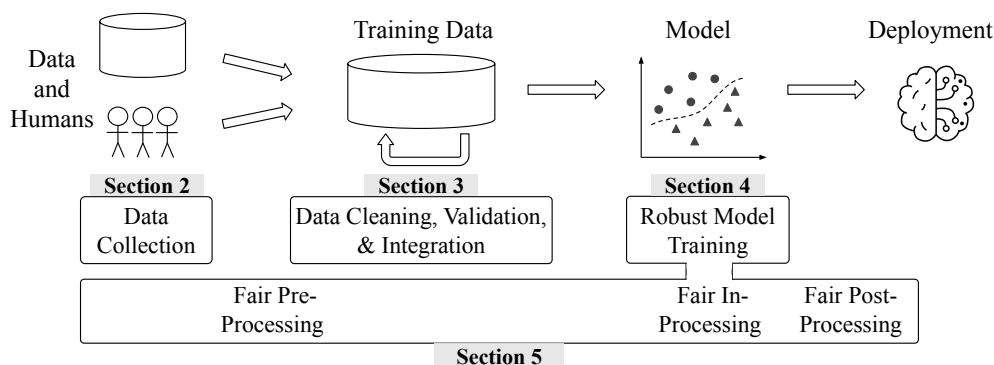 Data
and
Humans
Training Data
Model
Deployment
Section 2
Data
Collection
Section 3
Data Cleaning, Validation,
& Integration
Section 4
Robust Model
Training
Fair Pre-
Processing
Fair In-
Processing
Fair Post-
Processing
Section 5